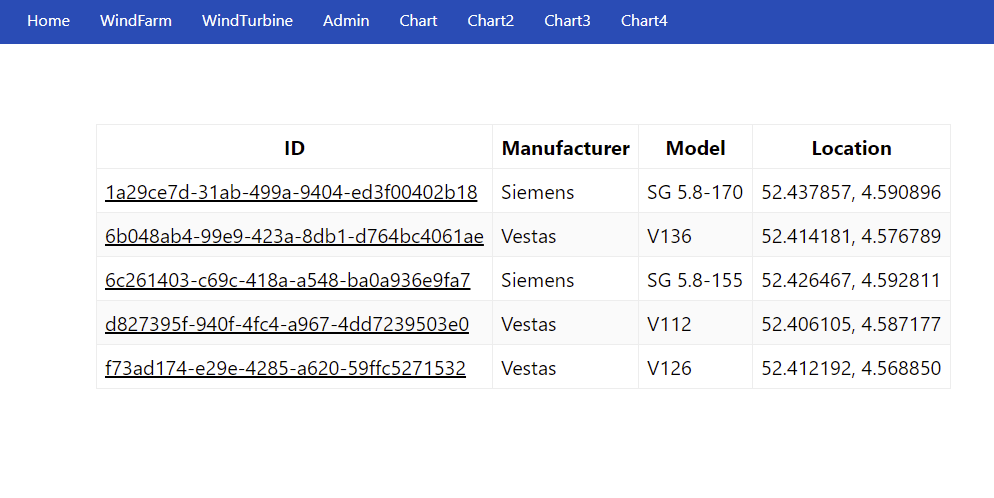 Home WindFarm WindTurbine Admin Chart Chart2 Chart3 Chart4
ID Manufacturer Model Location
1a29ce7d-31ab-499a-9404-ed3f00402b18 Siemens SG 5.8-170 52.437857, 4.590896
6b048ab4-99e9-423a-8db1-d764bc4061ae Vestas V136 52.414181, 4.576789
6c261403-c69c-418a-a548-ba0a936e9fa7 Siemens SG 5.8-155 52.426467, 4.592811
d827395f-940f-4fc4-a967-4dd7239503e0 Vestas V112 52.406105, 4.587177
f73ad174-e29e-4285-a620-59ffc5271532 Vestas V126 52.412192, 4.568850